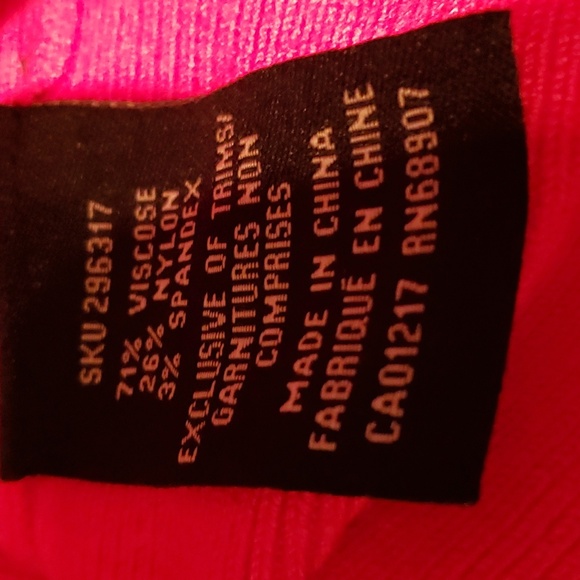 SKU 296317
71% VISCOSE
26% NYLON
3% SPANDEX
EXCLUSIVE OF TRIMS/
GARNITURES NON
COMPRISES
MADE IN CHINA
FABRIQUÉ EN CHINE
CA01217 RN68907